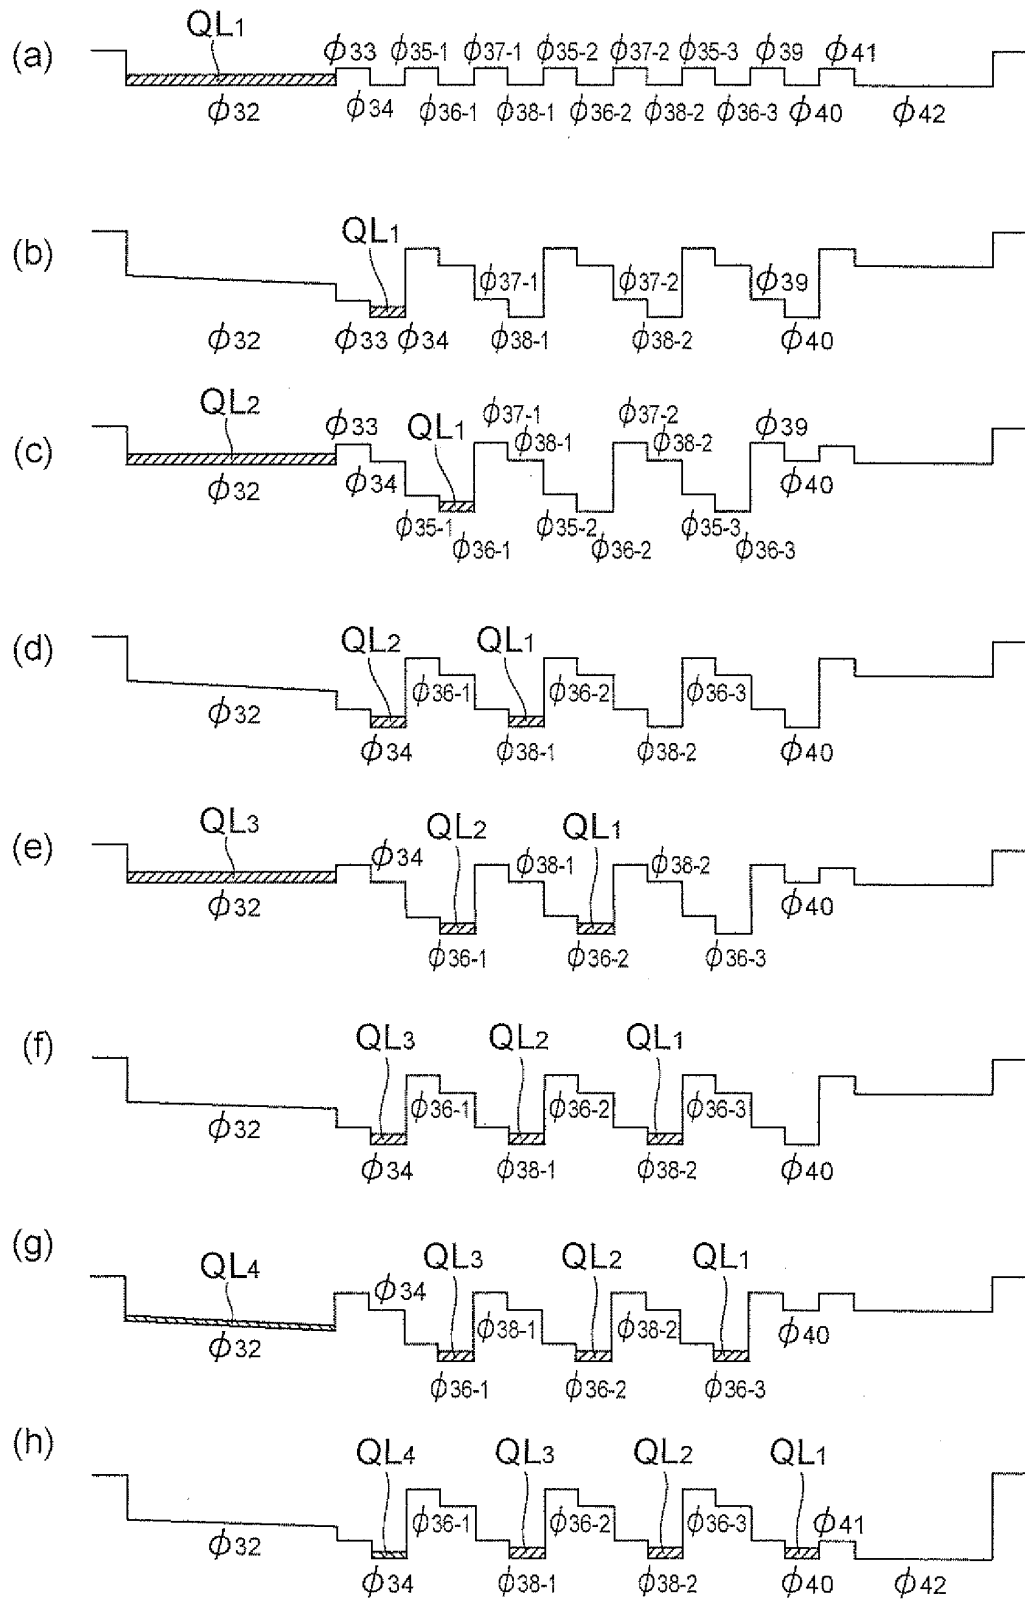 (a) QL1 ϕ33 ϕ35-1 ϕ37-1 ϕ35-2 ϕ37-2 ϕ35-3 ϕ39 ϕ41
ϕ32 ϕ34 ϕ36-1 ϕ38-1 ϕ36-2 ϕ38-2 ϕ36-3 ϕ40 ϕ42
(b) QL1
ϕ37-1 ϕ37-2 ϕ39
ϕ32 ϕ33 ϕ34 ϕ38-1 ϕ38-2 ϕ40
(c) QL2 ϕ33 QL1 ϕ37-1 ϕ37-2 ϕ39
ϕ38-1 ϕ38-2
ϕ32 ϕ34 ϕ40
ϕ35-1 ϕ35-2 ϕ35-3
ϕ36-1 ϕ36-2 ϕ36-3
(d) QL2 QL1
ϕ32 ϕ36-1 ϕ36-2 ϕ36-3
ϕ34 ϕ38-1 ϕ38-2 ϕ40
(e) QL3 QL2 QL1
ϕ34 ϕ38-1 ϕ38-2
ϕ32 ϕ40
ϕ36-1 ϕ36-2 ϕ36-3
(f) QL3 QL2 QL1
ϕ32 ϕ36-1 ϕ36-2 ϕ36-3
ϕ34 ϕ38-1 ϕ38-2 ϕ40
(g) QL4 QL3 QL2 QL1
ϕ34 ϕ38-1 ϕ38-2
ϕ32 ϕ40
ϕ36-1 ϕ36-2 ϕ36-3
(h) QL4 QL3 QL2 QL1
ϕ32 ϕ36-1 ϕ36-2 ϕ36-3 ϕ41
ϕ34 ϕ38-1 ϕ38-2 ϕ40 ϕ42